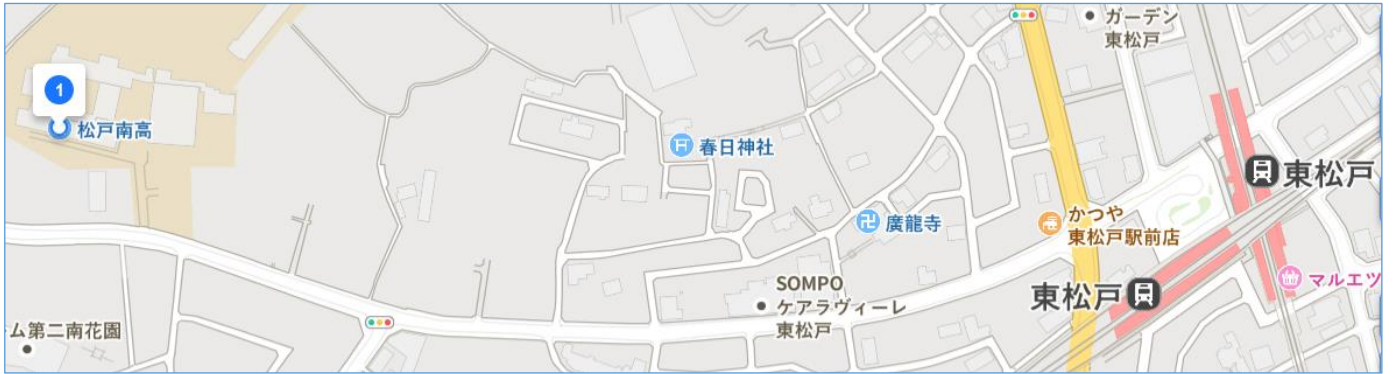 ガーデン
東松戸
1
松戸南高
春日神社
東松戸
かつや
東松戸駅前店
廣龍寺
マルエツ
東松戸
SOMPO
ケアラヴィーレ
東松戸
ム第二南花園